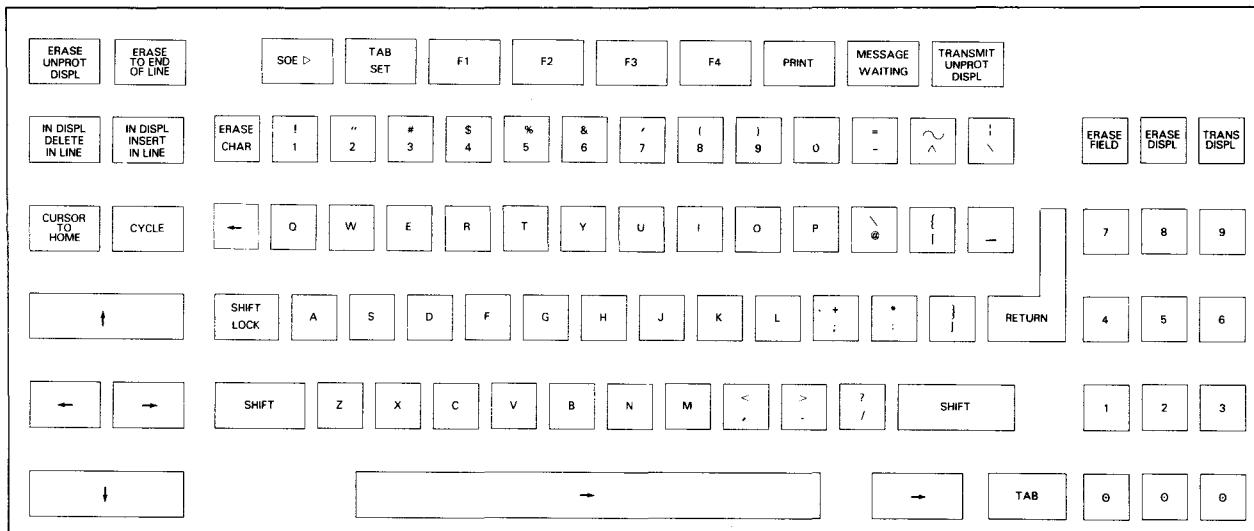 ERASE UNPROT DISPL
ERASE TO END OF LINE
SOE ▷
TAB SET
F1
F2
F3
F4
PRINT
MESSAGE WAITING
TRANSMIT UNPROT DISPL
IN DISPL DELETE IN LINE
IN DISPL INSERT IN LINE
ERASE CHAR
! 1
" 2
# 3
$ 4
% 5
& 6
' 7
( 8
) 9
0
= -
~ ^
¦ \
ERASE FIELD
ERASE DISPL
TRANS DISPL
CURSOR TO HOME
CYCLE
←
Q
W
E
R
T
Y
U
I
O
P
\ @
{ [
_
7
8
9
↑
SHIFT LOCK
A
S
D
F
G
H
J
K
L
+ ;
* :
} ]
RETURN
4
5
6
←
→
SHIFT
Z
X
C
V
B
N
M
< ,
> .
? /
SHIFT
1
2
3
↓
→
→
TAB
⊙
⊙
⊙